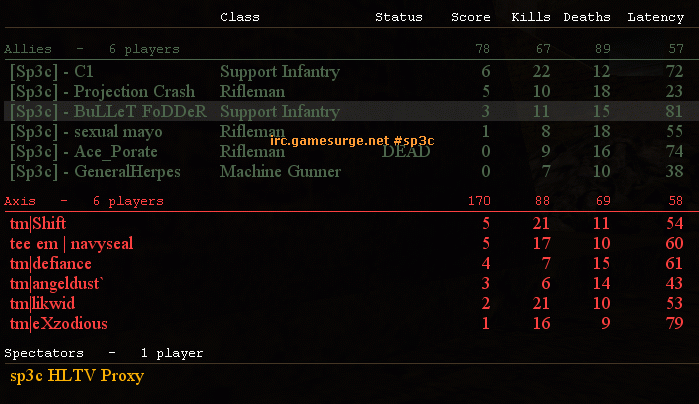 Class Status Score Kills Deaths Latency
Allies - 6 players 78 67 89 57
[Sp3c] - C1 Support Infantry 6 22 12 72
[Sp3c] - Projection Crash Rifleman 5 10 18 23
[Sp3c] - BuLLeT FoDDeR Support Infantry 3 11 15 81
[Sp3c] - sexual mayo Rifleman 1 8 18 55
irc.gamesurge.net #sp3c
[Sp3c] - Ace_Porate Rifleman DEAD 0 9 16 74
[Sp3c] - GeneralHerpes Machine Gunner 0 7 10 38
Axis - 6 players 170 88 69 58
tm|Shift 5 21 11 54
tee em | navyseal 5 17 10 60
tm|defiance 4 7 15 61
tm|angeldust` 3 6 14 43
tm|likwid 2 21 10 53
tm|eXzodious 1 16 9 79
Spectators - 1 player
sp3c HLTV Proxy